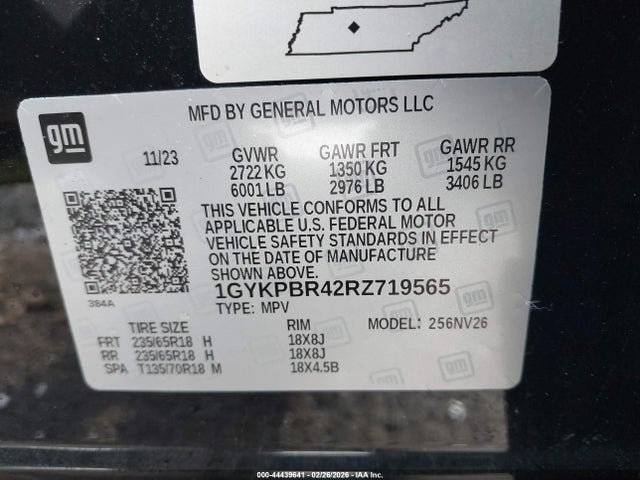 MFD BY GENERAL MOTORS LLC
gm
11/23 GVWR GAWR FRT GAWR RR
2722 KG 1350 KG 1545 KG
6001 LB 2976 LB 3406 LB
THIS VEHICLE CONFORMS TO ALL
APPLICABLE U.S. FEDERAL MOTOR
VEHICLE SAFETY STANDARDS IN EFFECT
ON THE DATE OF MANUFACTURE
SHOWN ABOVE.
384A
1GYKPBR42RZ719565
TYPE: MPV
TIRE SIZE RIM MODEL: 256NV26
FRT 235/65R18 H 18X8J
RR 235/65R18 H 18X8J
SPA T135/70R18 M 18X4.5B
000-44439641 - 02/26/2026 - IAA, Inc.